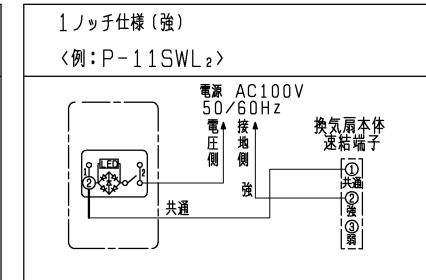 1ノッチ仕様(強)
〈例:P-11SWL₂〉
電源 AC100V
50/60Hz
電圧側
接地側
換気扇本体
速結端子
LED
1
2
②
①
共通
②
強
③
弱
強
共通